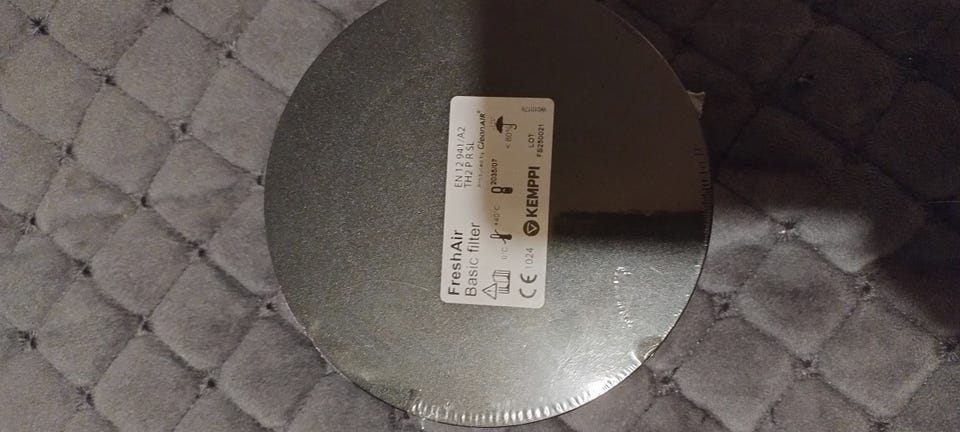 FreshAir
Basic filter
EN 12 941/A2
TH2 P R SL
produced by CleanAIR®
0°C
+40°C
2035/07
< 80%
CE 1024
KEMPPI
LOT:
FS250021